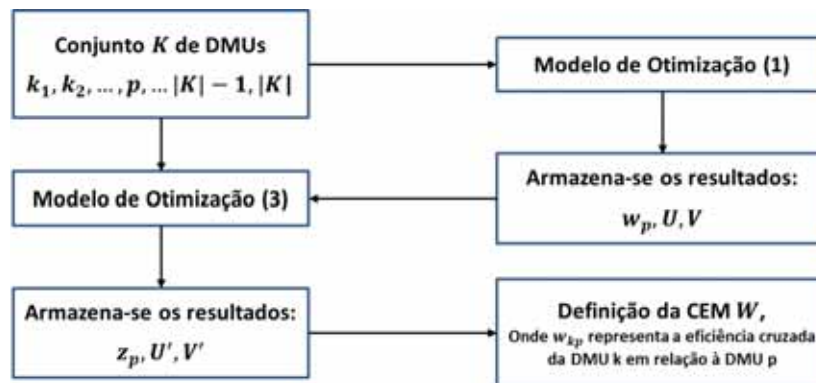 Conjunto K de DMUs
k₁, k₂, ..., p, ... |K| − 1, |K|
Modelo de Otimização (1)
Armazena-se os resultados:
wₚ, U, V
Modelo de Otimização (3)
Armazena-se os resultados:
zₚ, U′, V′
Definição da CEM W,
Onde wₖₚ representa a eficiência cruzada
da DMU k em relação à DMU p